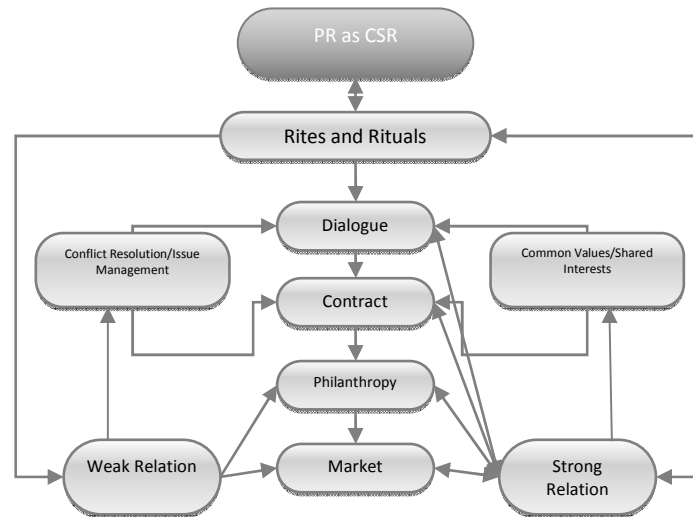 PR as CSR
Rites and Rituals
Dialogue
Conflict Resolution/Issue
Management
Common Values/Shared
Interests
Contract
Philanthropy
Weak Relation
Market
Strong
Relation